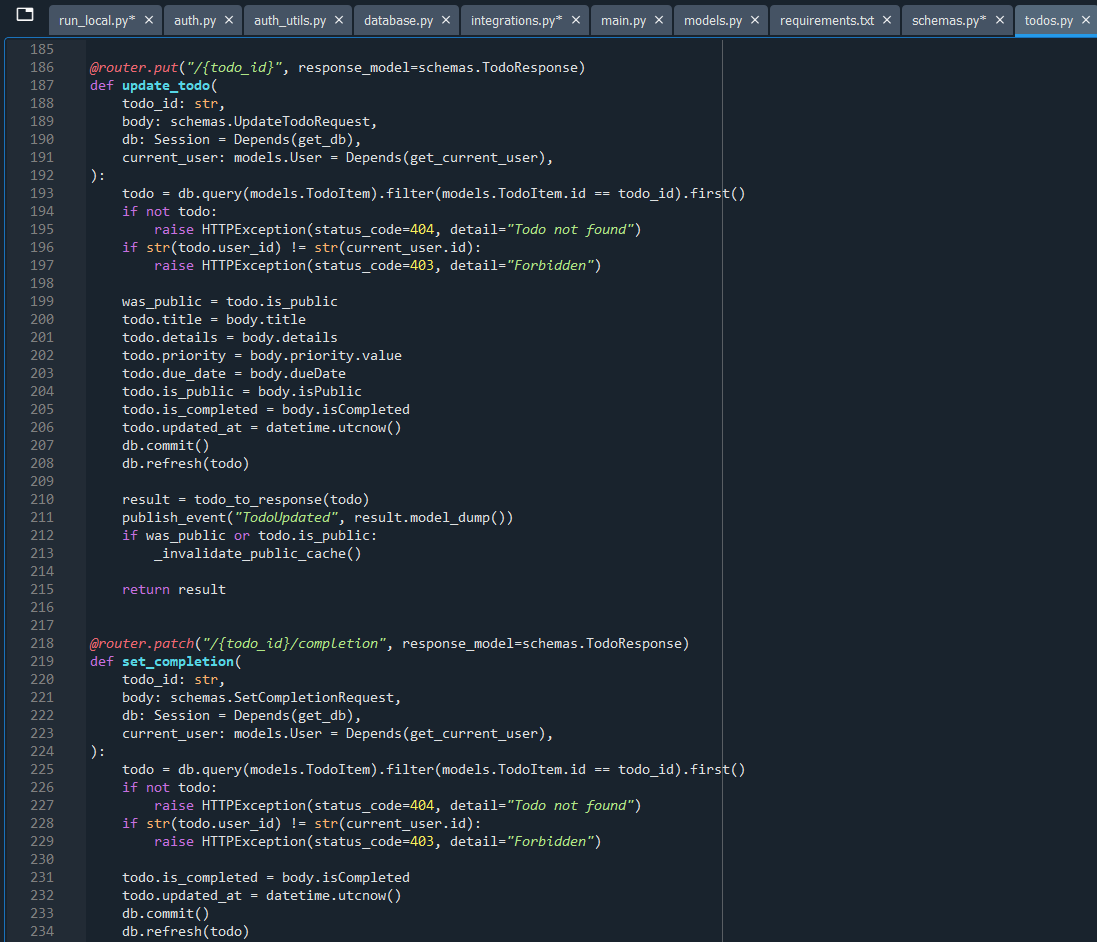 run_local.py* auth.py auth_utils.py database.py integrations.py* main.py models.py requirements.txt schemas.py* todos.py
185
186 @router.put("/{todo_id}", response_model=schemas.TodoResponse)
187 def update_todo(
188     todo_id: str,
189     body: schemas.UpdateTodoRequest,
190     db: Session = Depends(get_db),
191     current_user: models.User = Depends(get_current_user),
192 ):
193     todo = db.query(models.TodoItem).filter(models.TodoItem.id == todo_id).first()
194     if not todo:
195         raise HTTPException(status_code=404, detail="Todo not found")
196     if str(todo.user_id) != str(current_user.id):
197         raise HTTPException(status_code=403, detail="Forbidden")
198
199     was_public = todo.is_public
200     todo.title = body.title
201     todo.details = body.details
202     todo.priority = body.priority.value
203     todo.due_date = body.dueDate
204     todo.is_public = body.isPublic
205     todo.is_completed = body.isCompleted
206     todo.updated_at = datetime.utcnow()
207     db.commit()
208     db.refresh(todo)
209
210     result = todo_to_response(todo)
211     publish_event("TodoUpdated", result.model_dump())
212     if was_public or todo.is_public:
213         _invalidate_public_cache()
214
215     return result
216
217
218 @router.patch("/{todo_id}/completion", response_model=schemas.TodoResponse)
219 def set_completion(
220     todo_id: str,
221     body: schemas.SetCompletionRequest,
222     db: Session = Depends(get_db),
223     current_user: models.User = Depends(get_current_user),
224 ):
225     todo = db.query(models.TodoItem).filter(models.TodoItem.id == todo_id).first()
226     if not todo:
227         raise HTTPException(status_code=404, detail="Todo not found")
228     if str(todo.user_id) != str(current_user.id):
229         raise HTTPException(status_code=403, detail="Forbidden")
230
231     todo.is_completed = body.isCompleted
232     todo.updated_at = datetime.utcnow()
233     db.commit()
234     db.refresh(todo)